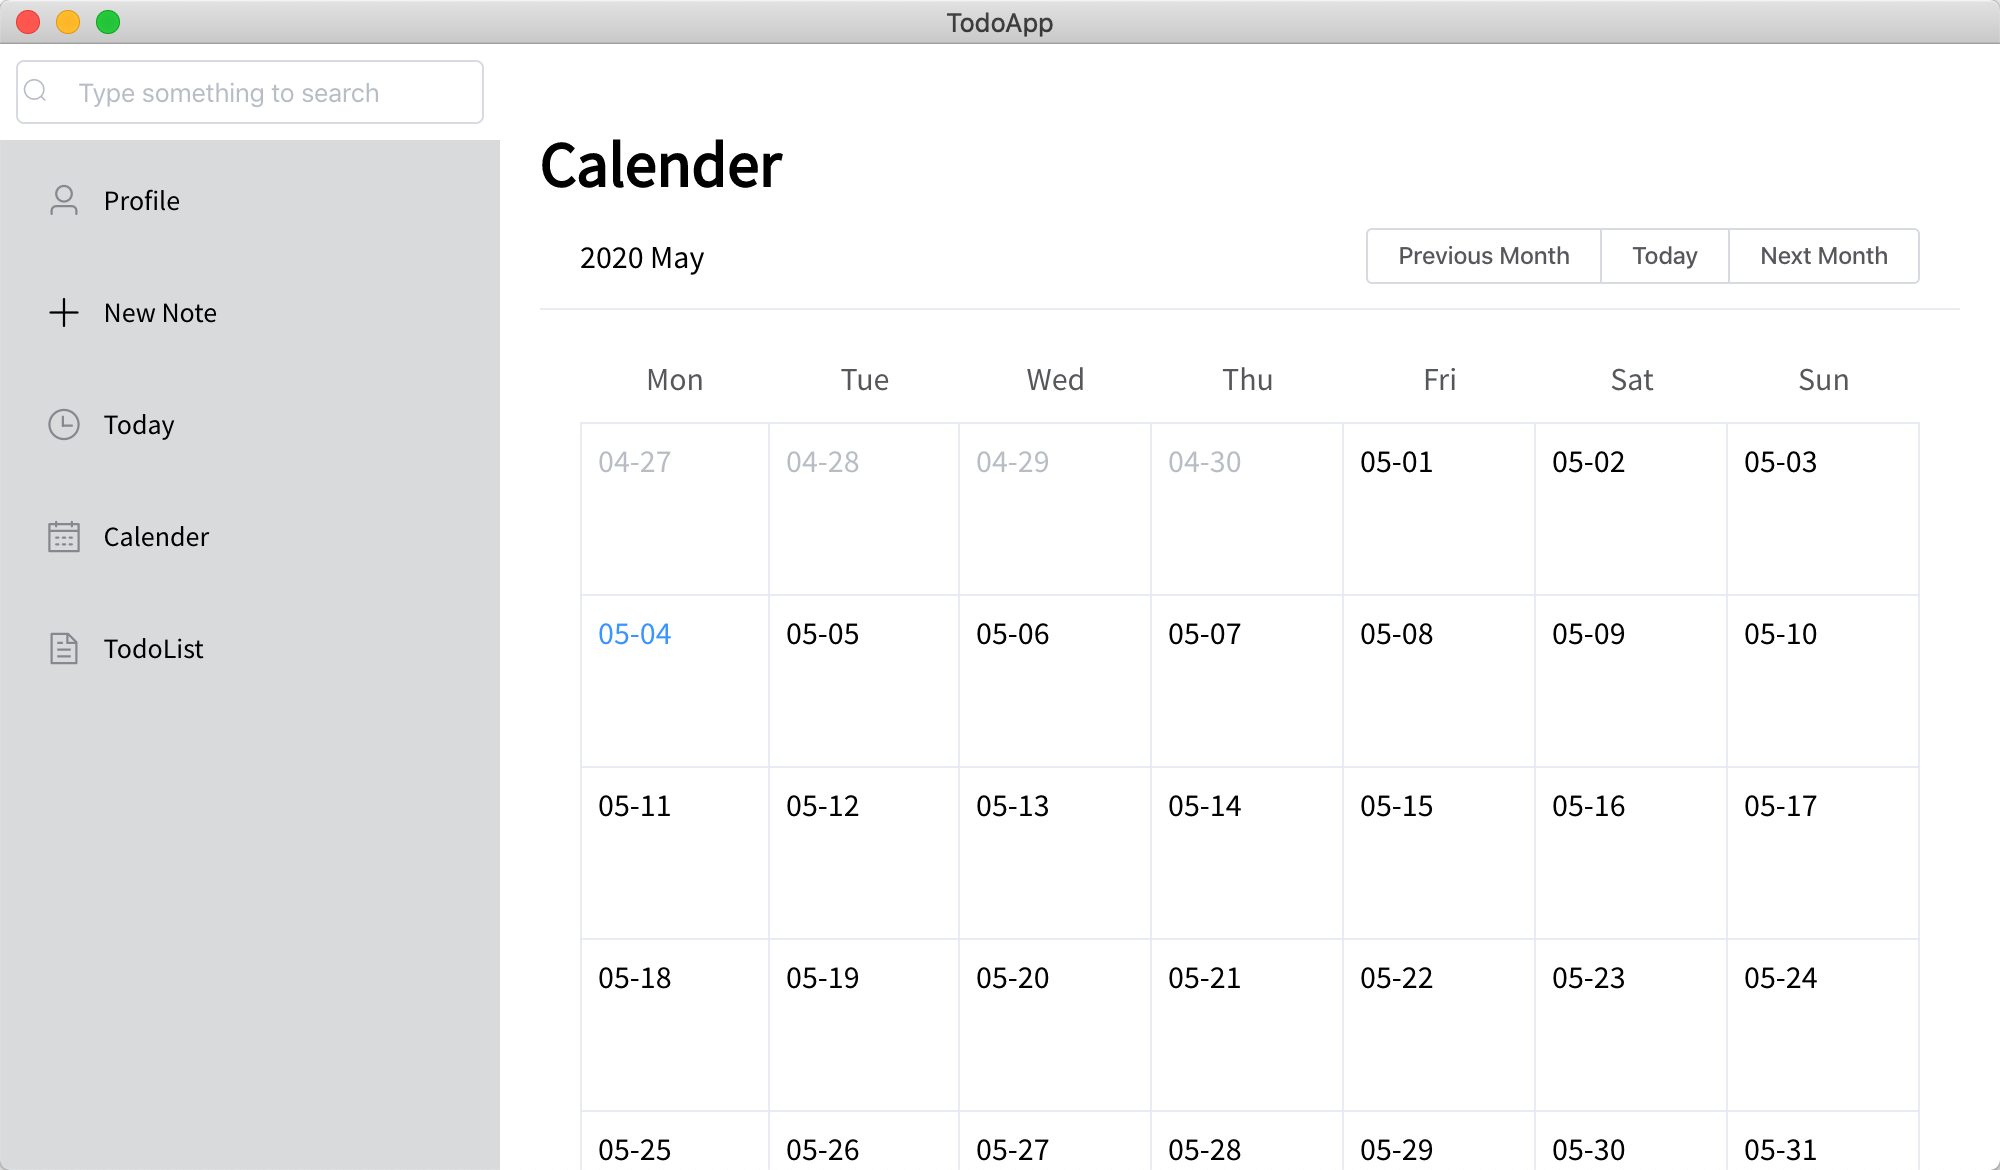 TodoApp
Type something to search
Profile
New Note
Today
Calender
TodoList
Calender
2020 May
Previous Month Today Next Month
Mon Tue Wed Thu Fri Sat Sun
04-27 04-28 04-29 04-30 05-01 05-02 05-03
05-04 05-05 05-06 05-07 05-08 05-09 05-10
05-11 05-12 05-13 05-14 05-15 05-16 05-17
05-18 05-19 05-20 05-21 05-22 05-23 05-24
05-25 05-26 05-27 05-28 05-29 05-30 05-31